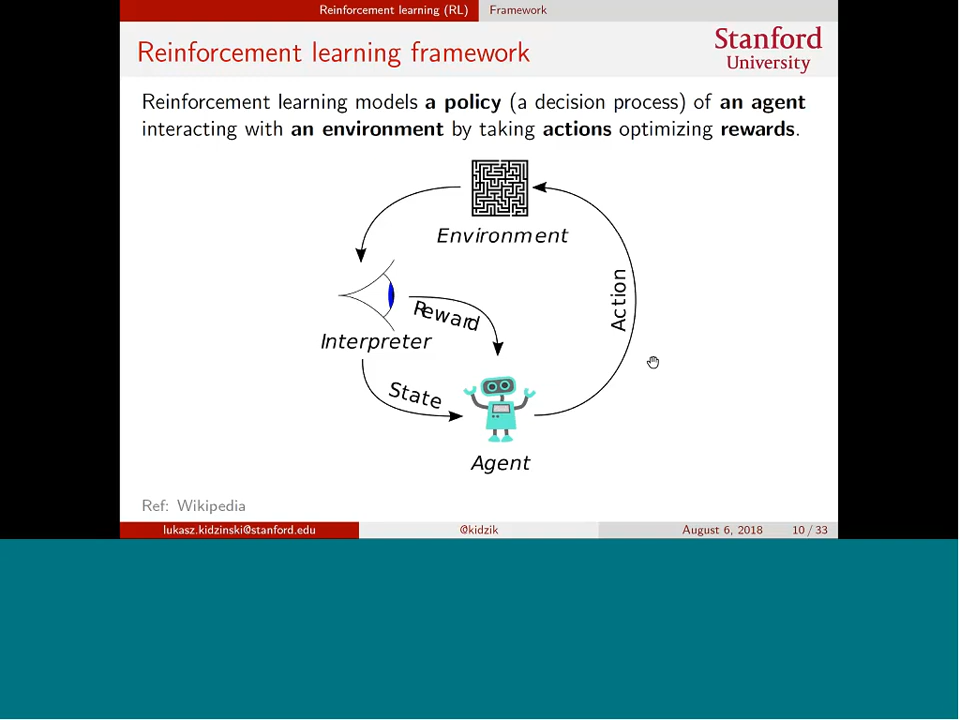 Reinforcement learning (RL) Framework
Reinforcement learning framework
Stanford
University
Reinforcement learning models a policy (a decision process) of an agent
interacting with an environment by taking actions optimizing rewards.
Environment
Action
Reward
Interpreter
State
Agent
Ref: Wikipedia
lukasz.kidzinski@stanford.edu @kidzik August 6, 2018 10 / 33